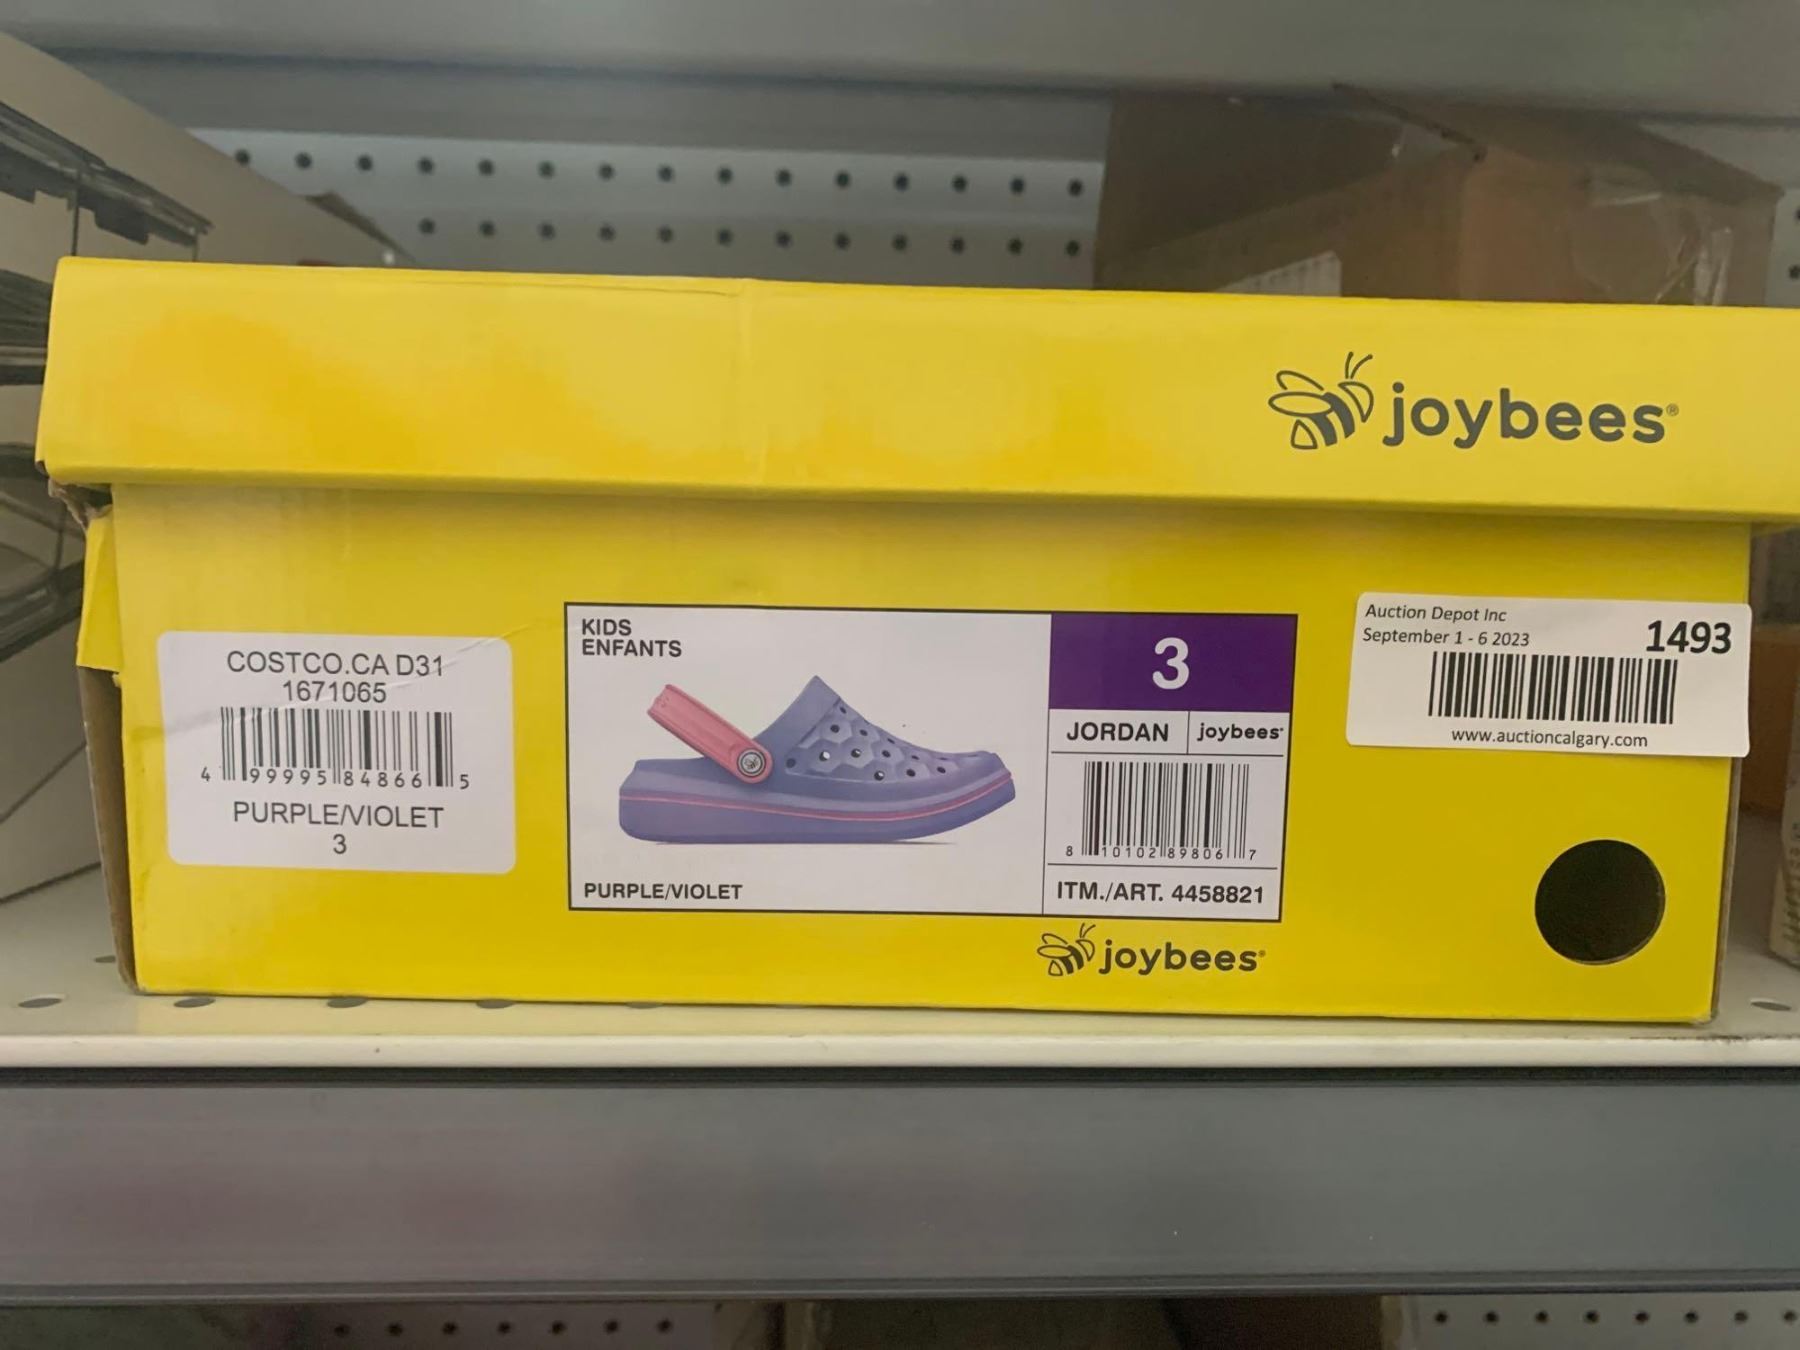 joybees®
COSTCO.CA D31
1671065
4 99995 84866 5
PURPLE/VIOLET
3
KIDS
ENFANTS
PURPLE/VIOLET
3
JORDAN
joybees®
8 10102 89806 7
ITM./ART. 4458821
joybees®
Auction Depot Inc
September 1 - 6 2023
1493
www.auctioncalgary.com